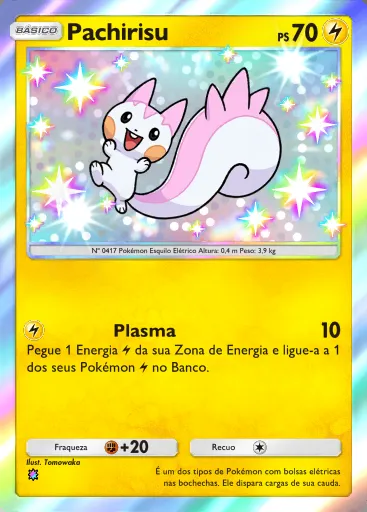 BÁSICO Pachirisu PS 70
Nº 0417 Pokémon Esquilo Elétrico Altura: 0,4 m Peso: 3,9 kg
Plasma 10
Pegue 1 Energia da sua Zona de Energia e ligue-a a 1
dos seus Pokémon no Banco.
Fraqueza +20 Recuo
Ilust. Tomowaka
É um dos tipos de Pokémon com bolsas elétricas
nas bochechas. Ele dispara cargas de sua cauda.